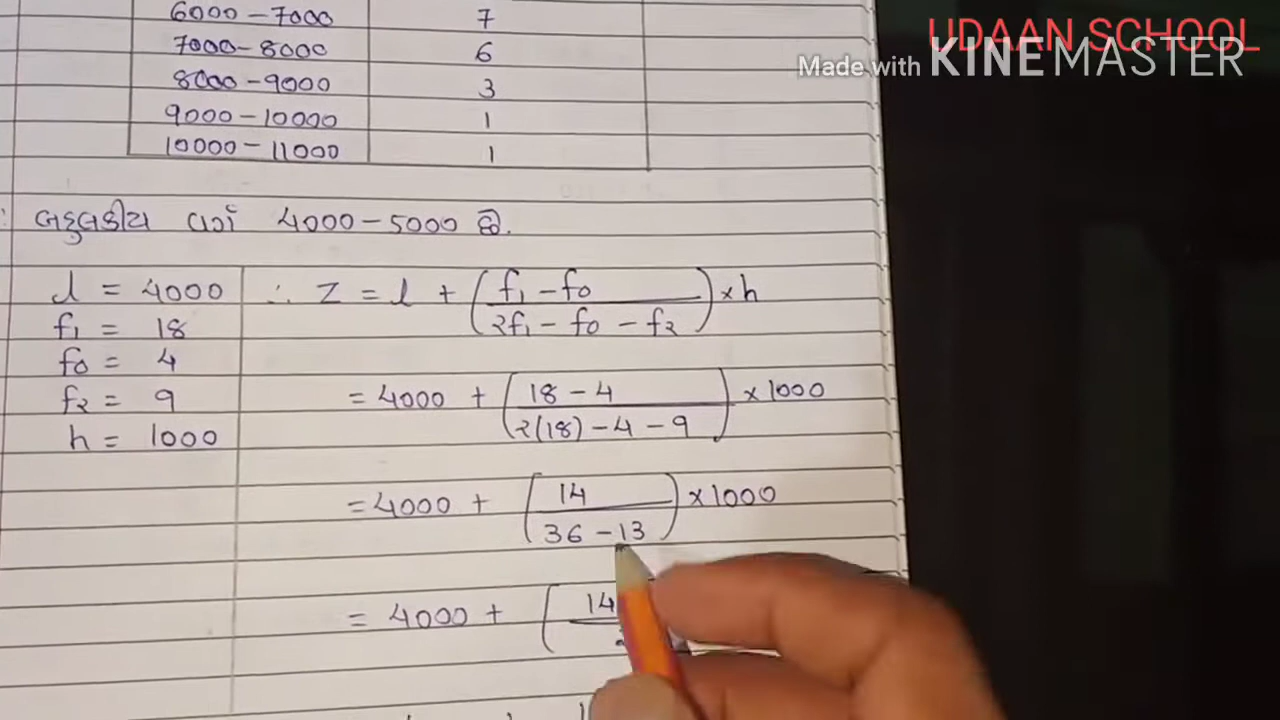 6000-7000 7
UDAAN SCHOOL
7000-8000 6
Made with KINEMASTER
8000-9000 3
9000-10000 1
10000-11000 1
બહુલકીય વર્ગ 4000-5000 છે.
l = 4000 ∴ Z = l + (f₁ - f₀ / 2f₁ - f₀ - f₂) × h
f₁ = 18
f₀ = 4
f₂ = 9 = 4000 + (18 - 4 / 2(18) - 4 - 9) × 1000
h = 1000
= 4000 + (14 / 36 - 13) × 1000
= 4000 + (14